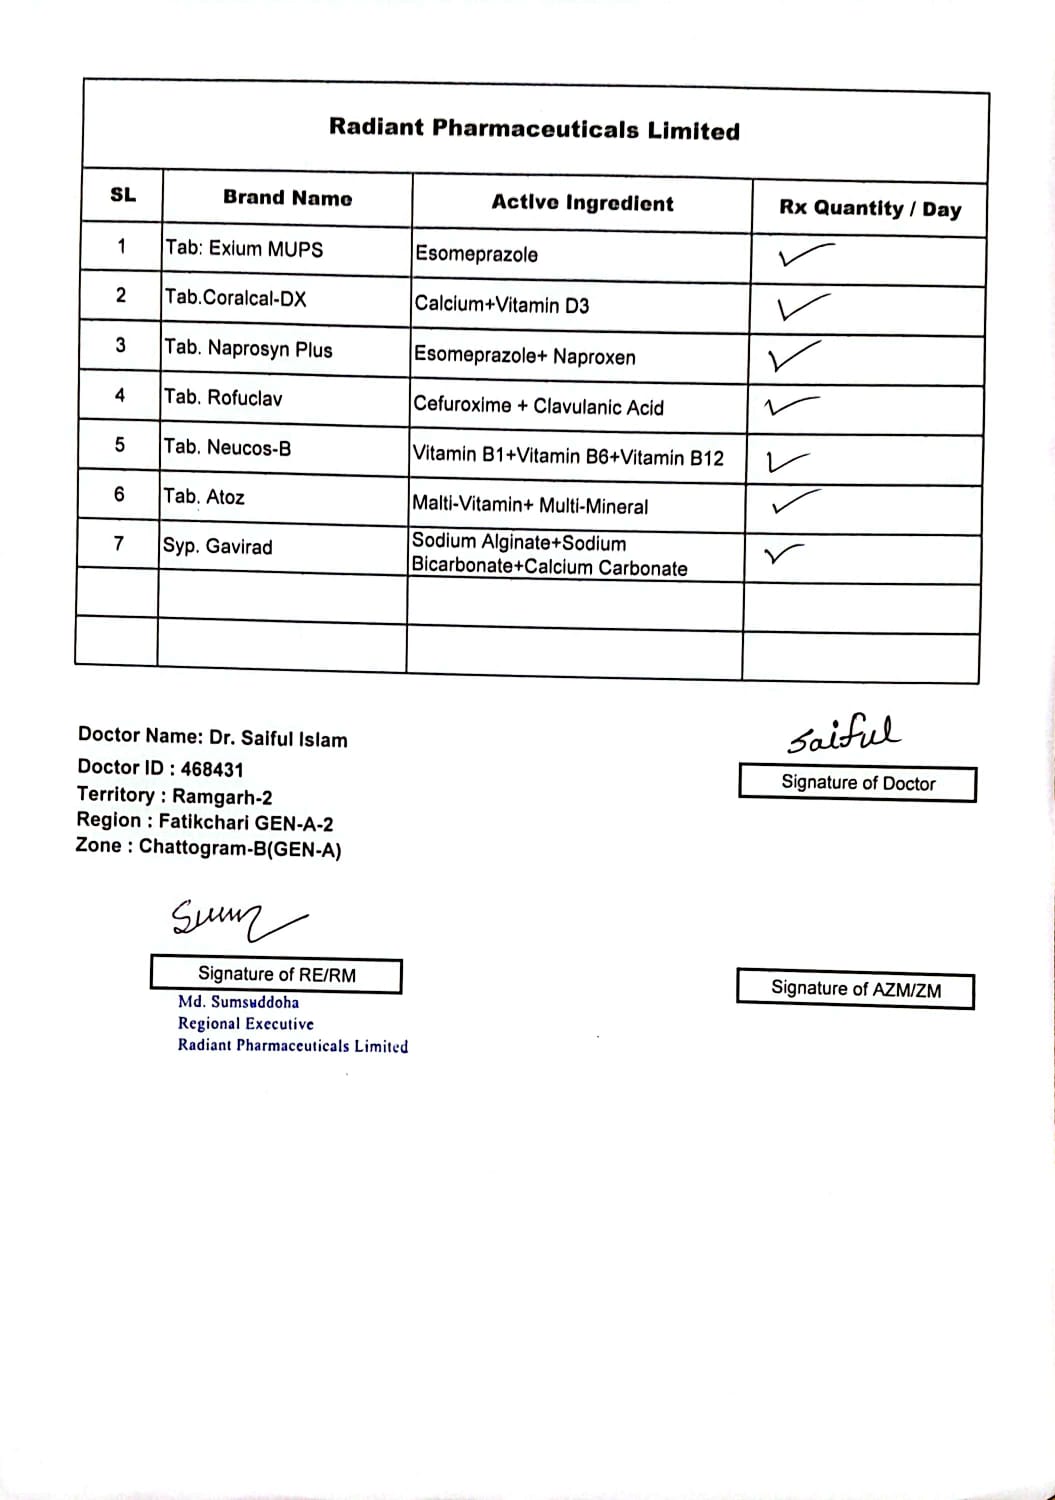 Radiant Pharmaceuticals Limited
SL Brand Name Active Ingredient Rx Quantity / Day
1 Tab: Exium MUPS Esomeprazole ✓
2 Tab.Coralcal-DX Calcium+Vitamin D3 ✓
3 Tab. Naprosyn Plus Esomeprazole+ Naproxen ✓
4 Tab. Rofuclav Cefuroxime + Clavulanic Acid ✓
5 Tab. Neucos-B Vitamin B1+Vitamin B6+Vitamin B12 ✓
6 Tab. Atoz Malti-Vitamin+ Multi-Mineral ✓
7 Syp. Gavirad Sodium Alginate+Sodium
Bicarbonate+Calcium Carbonate ✓
Doctor Name: Dr. Saiful Islam
Doctor ID : 468431
Territory : Ramgarh-2
Region : Fatikchari GEN-A-2
Zone : Chattogram-B(GEN-A)
Saiful
Signature of Doctor
Signature of RE/RM
Md. Sumsuddoha
Regional Executive
Radiant Pharmaceuticals Limited
Signature of AZM/ZM